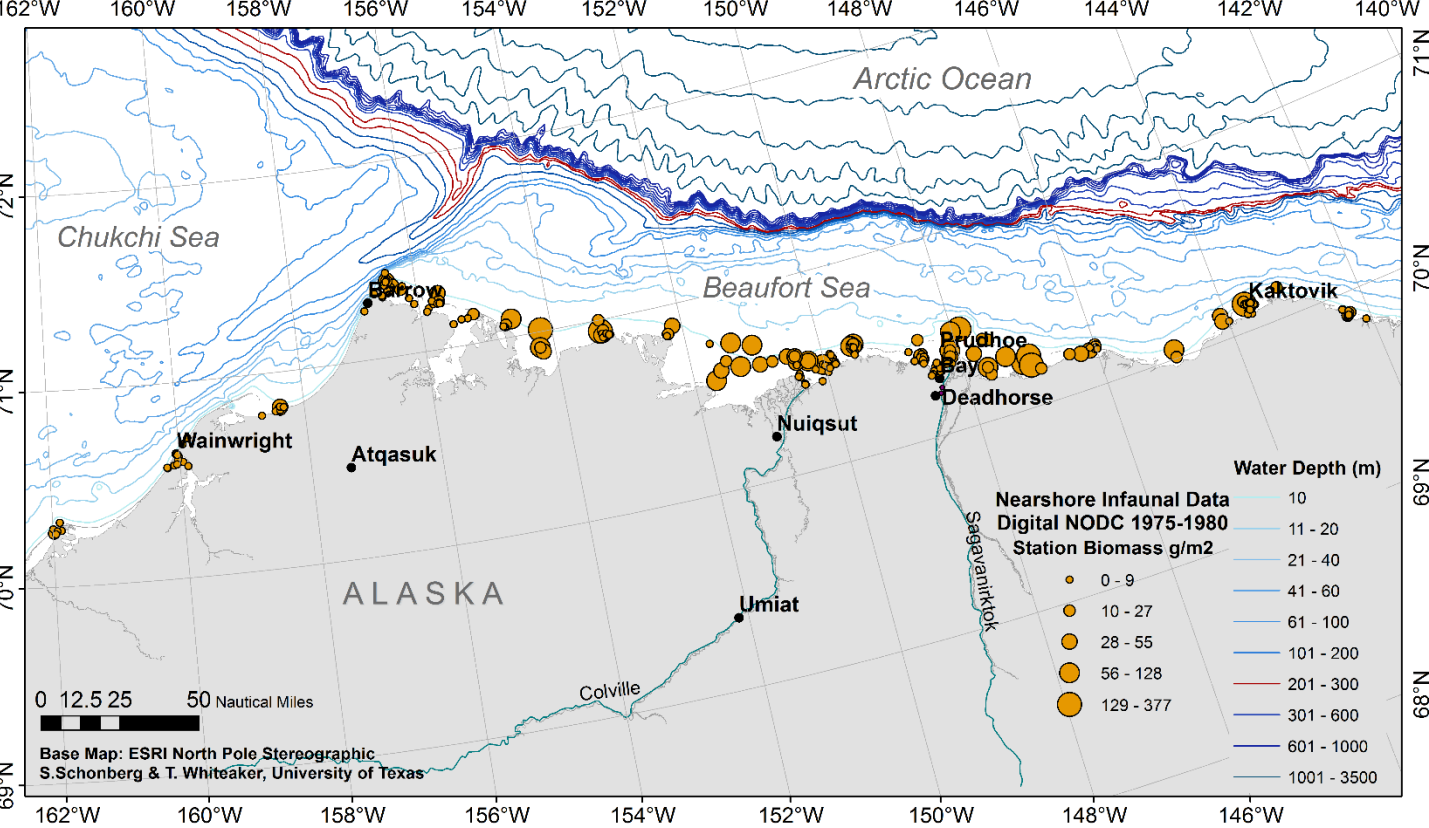 162°W 160°W 158°W 156°W 154°W 152°W 150°W 148°W 146°W 144°W 142°W 140°W
71°N
Arctic Ocean
72°N
Chukchi Sea
70°N
Beaufort Sea
Barrow
Kaktovik
Prudhoe
Bay
71°N
Deadhorse
Nuiqsut
Wainwright
Atqasuk
69°N
Water Depth (m)
10
11 - 20
21 - 40
41 - 60
61 - 100
101 - 200
201 - 300
301 - 600
601 - 1000
1001 - 3500
Nearshore Infaunal Data
Digital NODC 1975-1980
Station Biomass g/m2
0 - 9
10 - 27
28 - 55
56 - 128
129 - 377
Sagavanirktok
70°N
ALASKA
Umiat
Colville
68°N
0 12.5 25 50 Nautical Miles
Base Map: ESRI North Pole Stereographic
S.Schonberg & T. Whiteaker, University of Texas
69°N
162°W 160°W 158°W 156°W 154°W 152°W 150°W 148°W 146°W